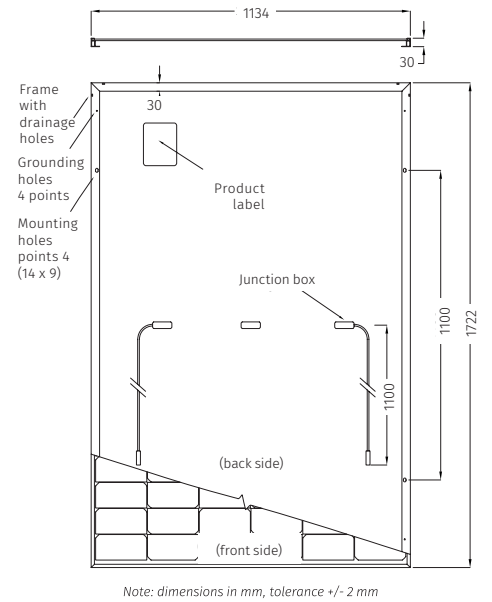 1134
30
Frame
with
drainage
holes
30
Grounding
holes
4 points
Product
label
Mounting
holes
points 4
(14 x 9)
Junction box
1100
1722
1100
(back side)
(front side)
Note: dimensions in mm, tolerance +/- 2 mm